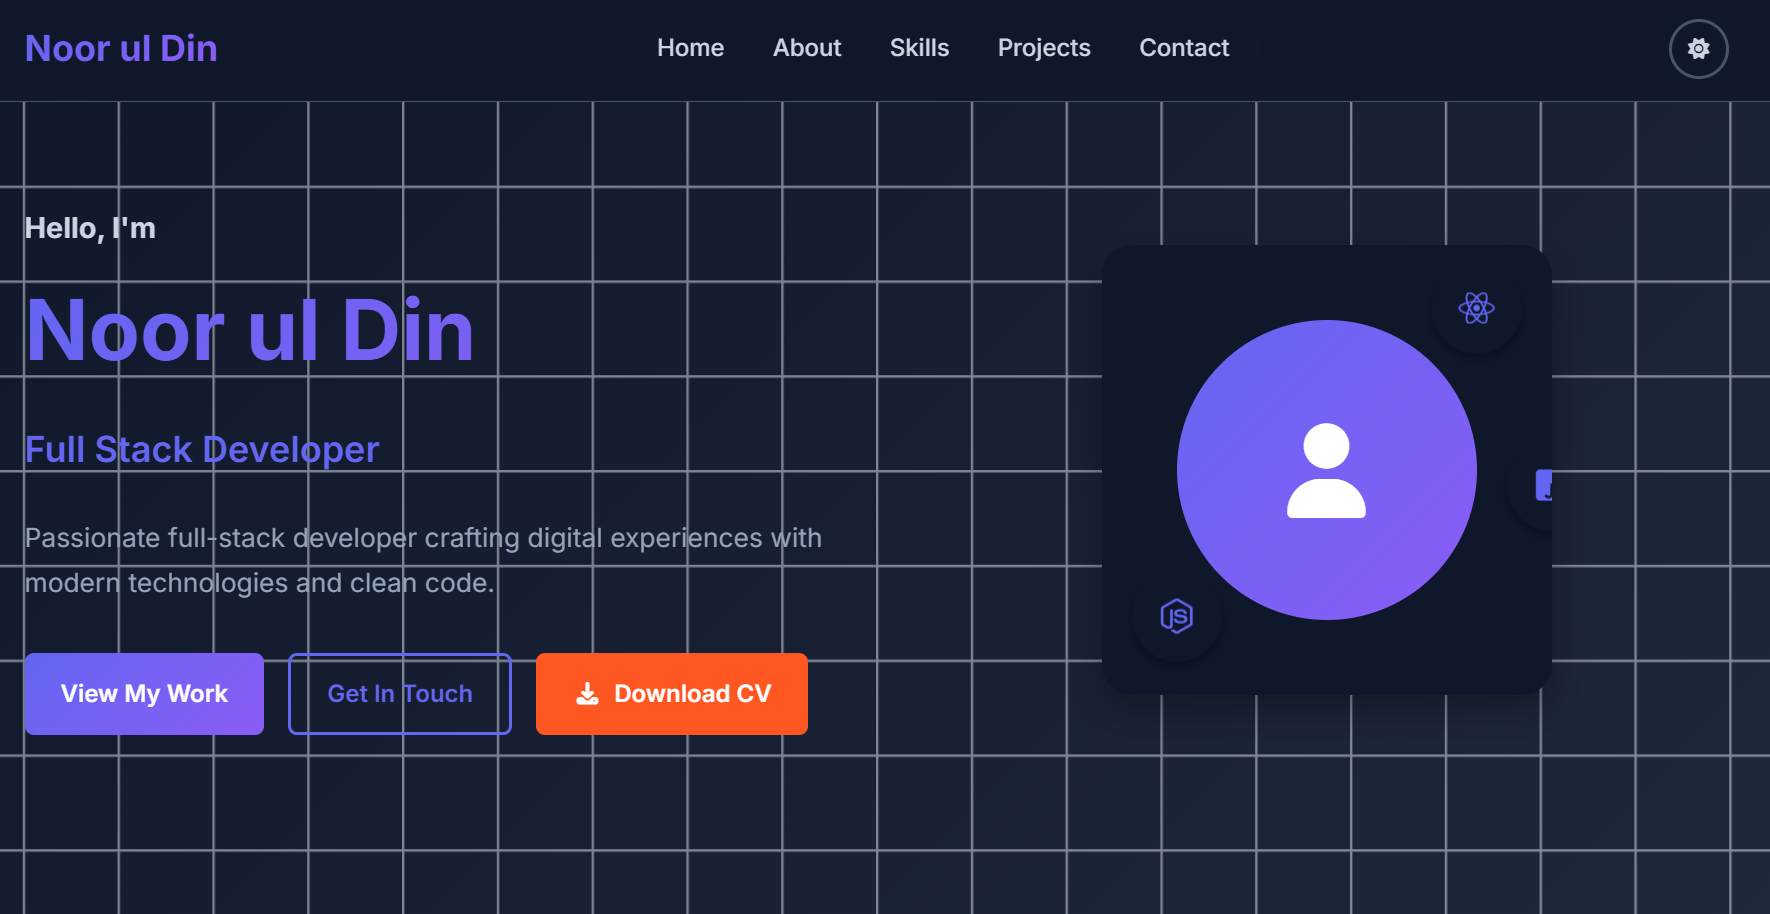 Noor ul Din
Home About Skills Projects Contact
Hello, I'm
Noor ul Din
Full Stack Developer
Passionate full-stack developer crafting digital experiences with
modern technologies and clean code.
View My Work Get In Touch Download CV
JS